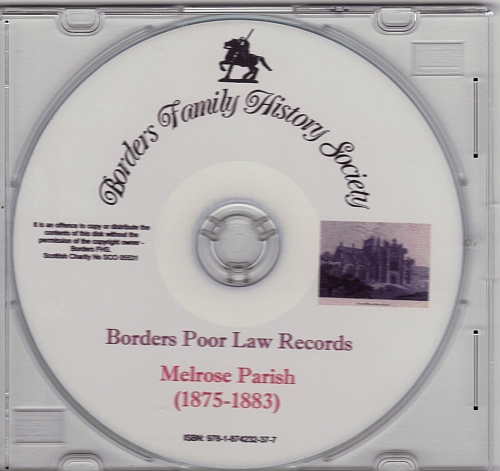 Borders Family History Society
It is an offence to copy or distribute the
contents of this disk without the
permission of the copyright owner -
Borders FHS.
Scottish Charity No SCO 05531
Borders Poor Law Records
Melrose Parish
(1875-1883)
ISBN: 978-1-874232-37-7